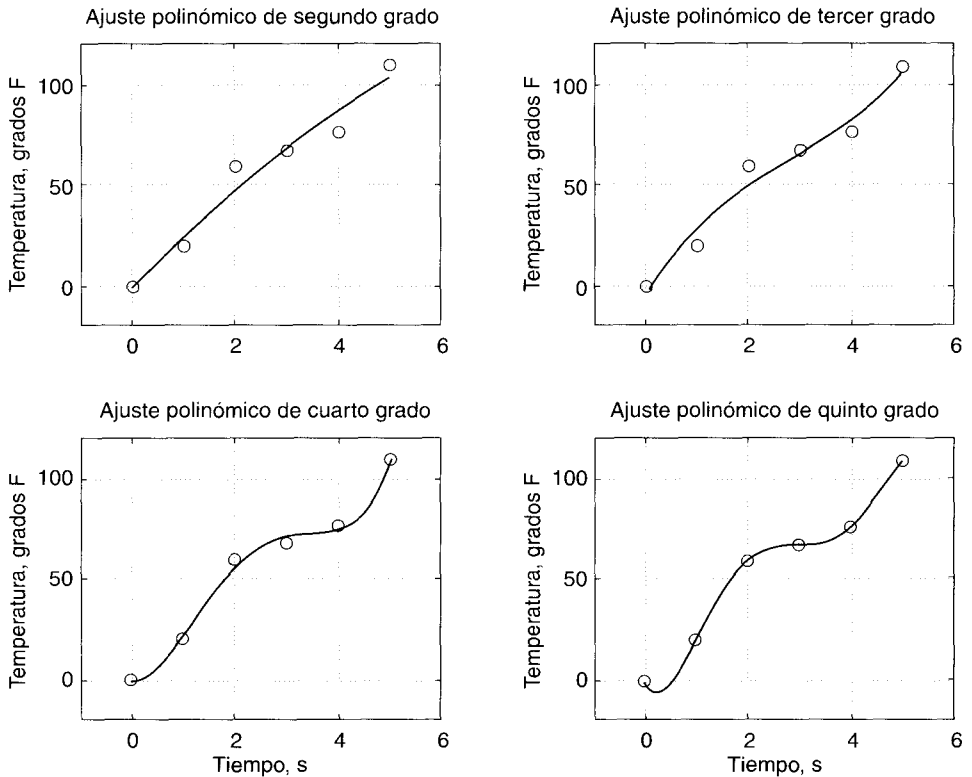 Ajuste polinómico de segundo grado
Temperatura, grados F
100
50
0
0 2 4 6
Ajuste polinómico de tercer grado
Temperatura, grados F
100
50
0
0 2 4 6
Ajuste polinómico de cuarto grado
Temperatura, grados F
100
50
0
0 2 4 6
Tiempo, s
Ajuste polinómico de quinto grado
Temperatura, grados F
100
50
0
0 2 4 6
Tiempo, s